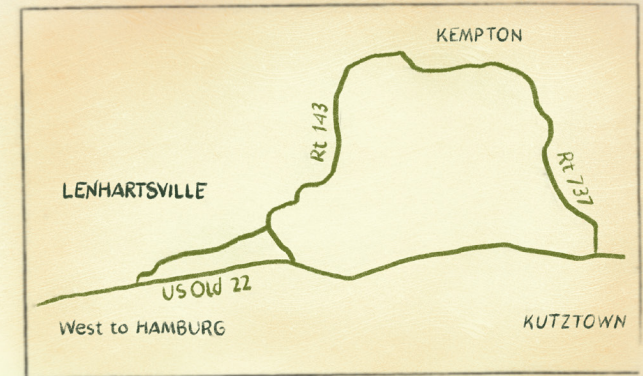 KEMPTON
Rt 143
Rt 737
LENHARTSVILLE
US Old 22
West to HAMBURG
KUTZTOWN